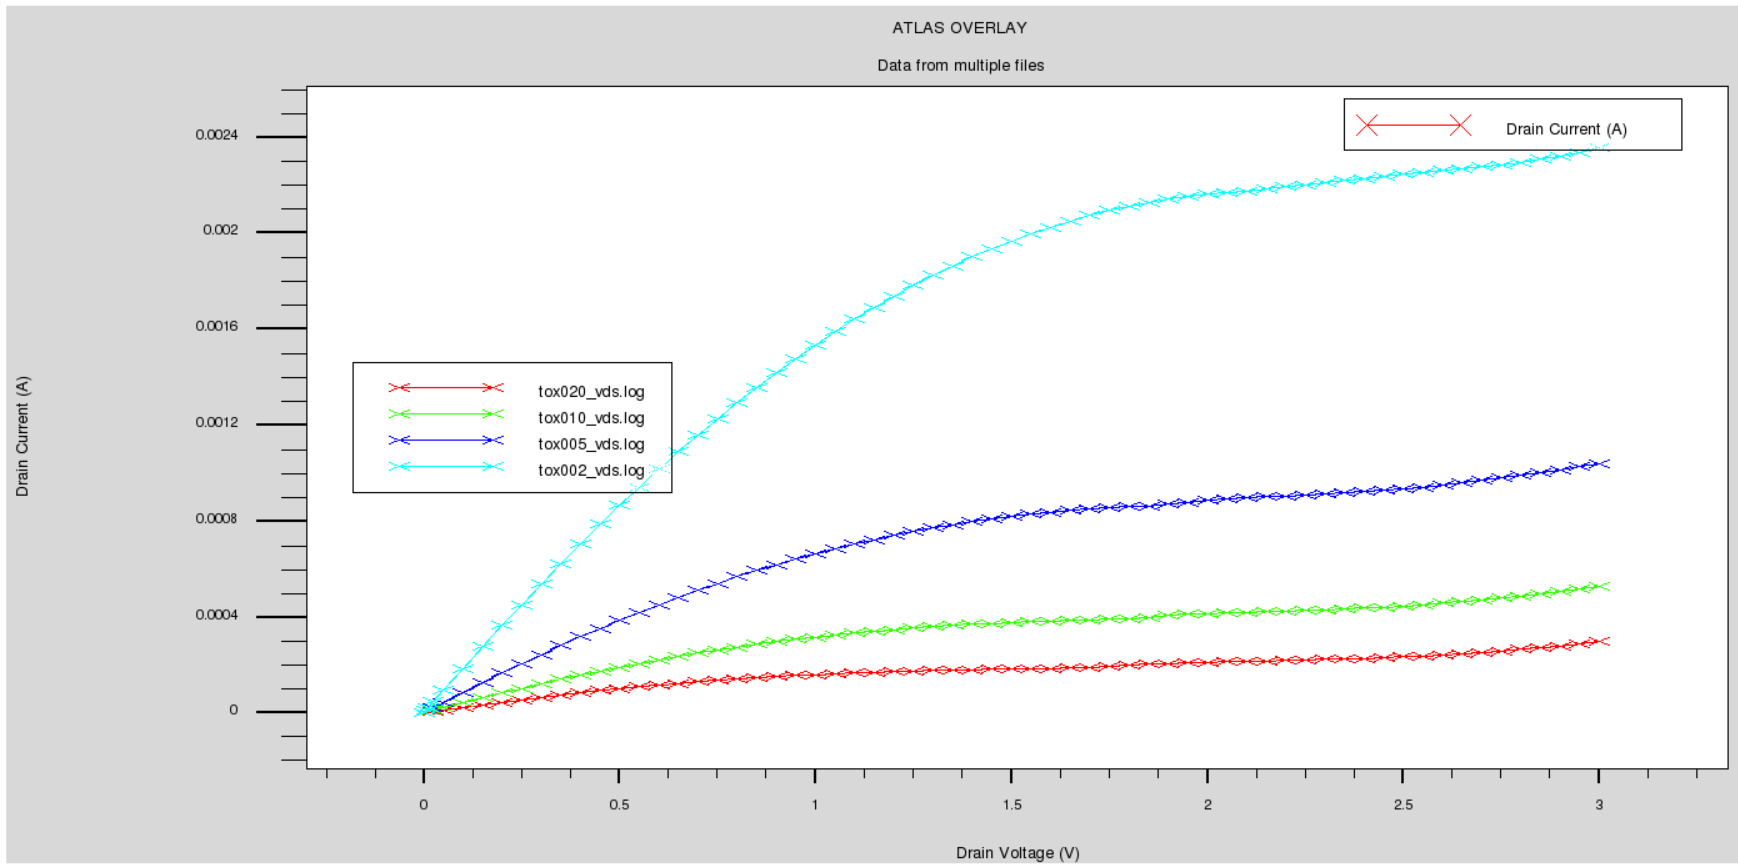 ATLAS OVERLAY
Data from multiple files
Drain Current (A)
0.0024
0.002
0.0016
0.0012
0.0008
0.0004
0
Drain Current (A)
tox020_vds.log
tox010_vds.log
tox005_vds.log
tox002_vds.log
0
0.5
1
1.5
2
2.5
3
Drain Voltage (V)